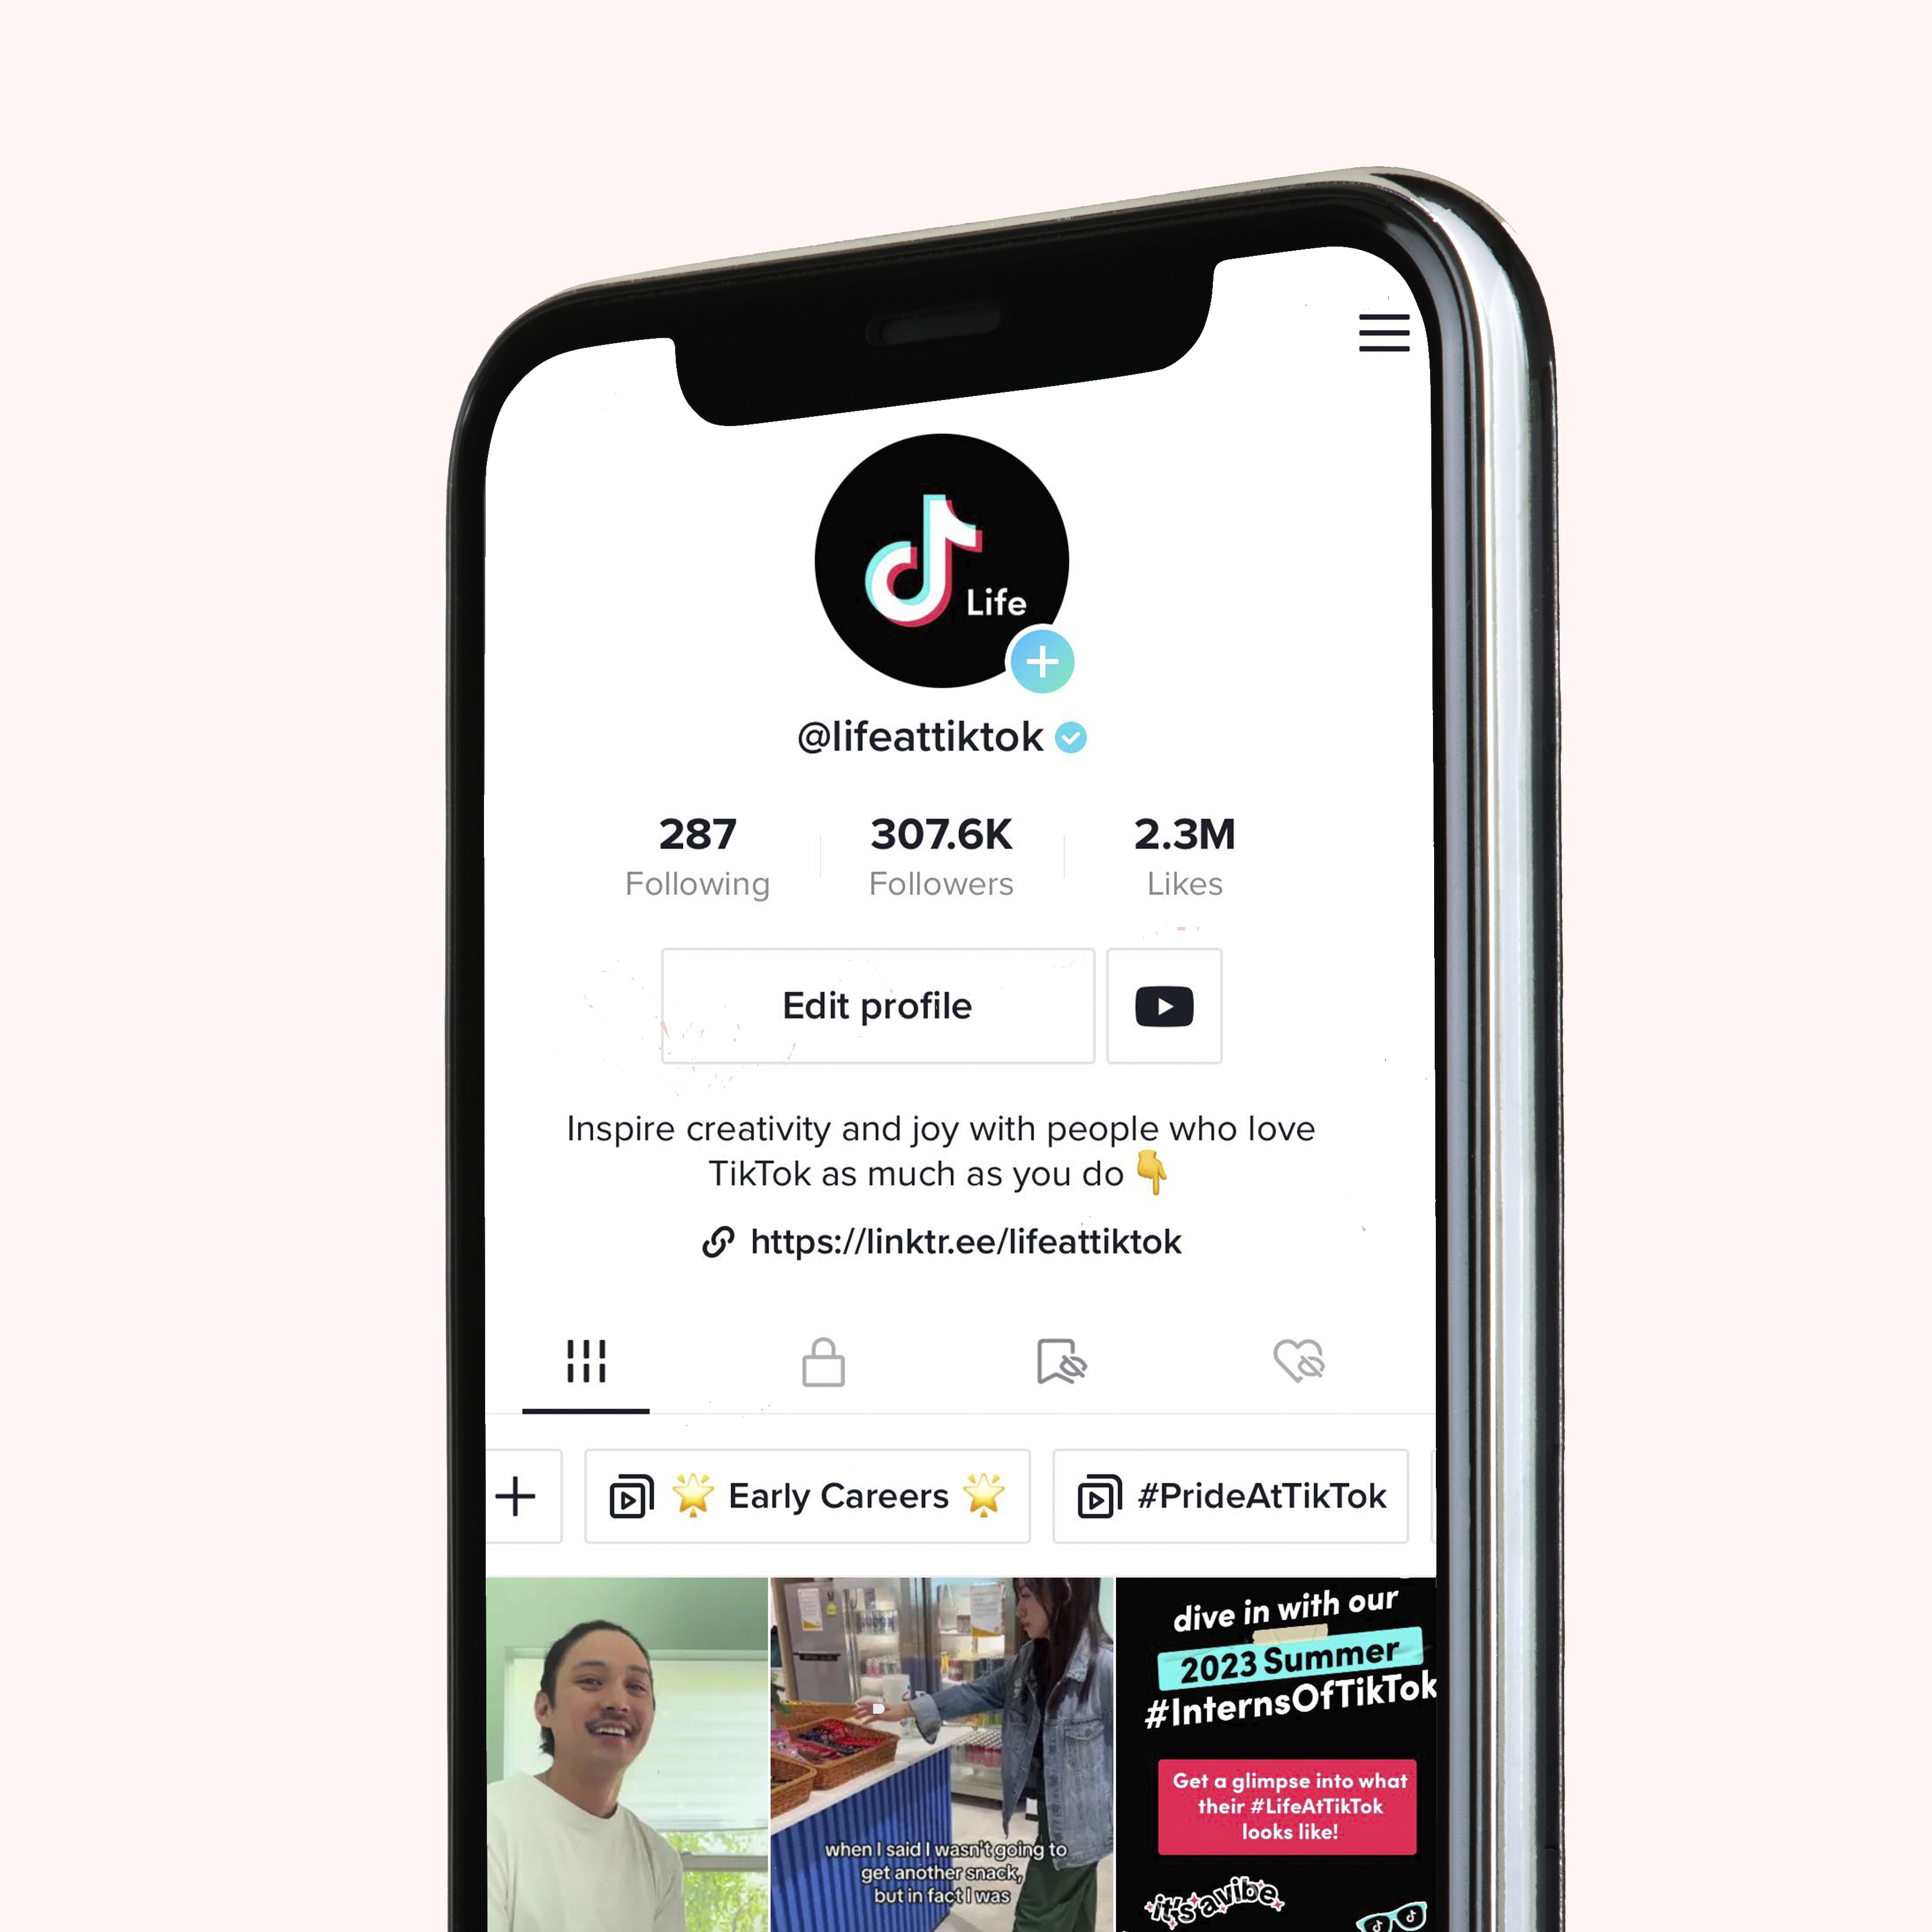 Life
@lifeattiktok
287
Following
307.6K
Followers
2.3M
Likes
Edit profile
Inspire creativity and joy with people who love
TikTok as much as you do 👇
https://linktr.ee/lifeattiktok
🌟 Early Careers 🌟
#PrideAtTikTok
when I said I wasn't going to
get another snack,
but in fact I was
dive in with our
2023 Summer
#InternsOfTikTok
Get a glimpse into what
their #LifeAtTikTok
looks like!
it's a vibe